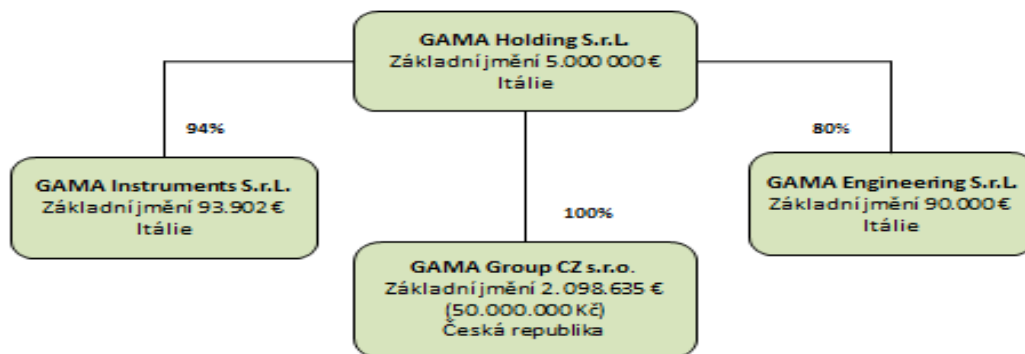 GAMA Holding S.r.L.
Základní jmění 5.000 000 €
Itálie
94%
80%
GAMA Instruments S.r.L.
Základní jmění 93.902 €
Itálie
GAMA Engineering S.r.L.
Základní jmění 90.000 €
Itálie
100%
GAMA Group CZ s.r.o.
Základní jmění 2. 098.635 €
(50.000.000 Kč)
Česká republika